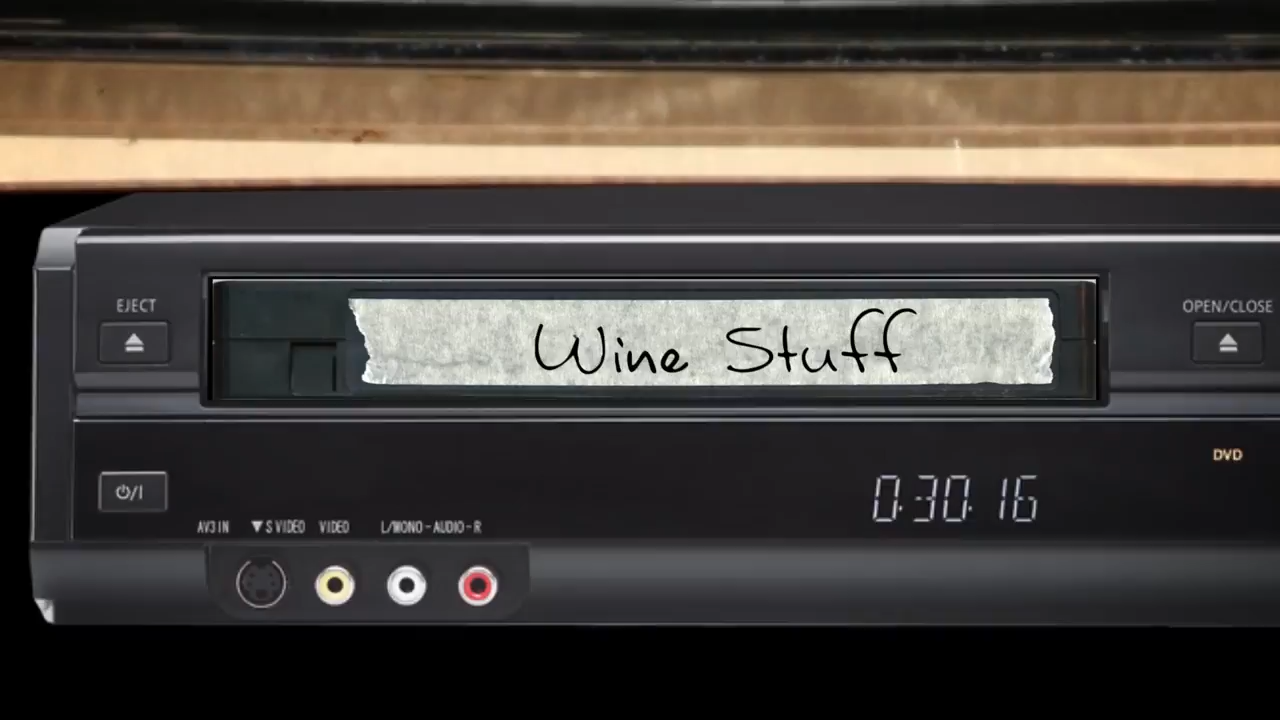 EJECT
OPEN/CLOSE
Wine Stuff
DVD
0:30:16
AV3 IN
S VIDEO
VIDEO
L/MONO - AUDIO - R